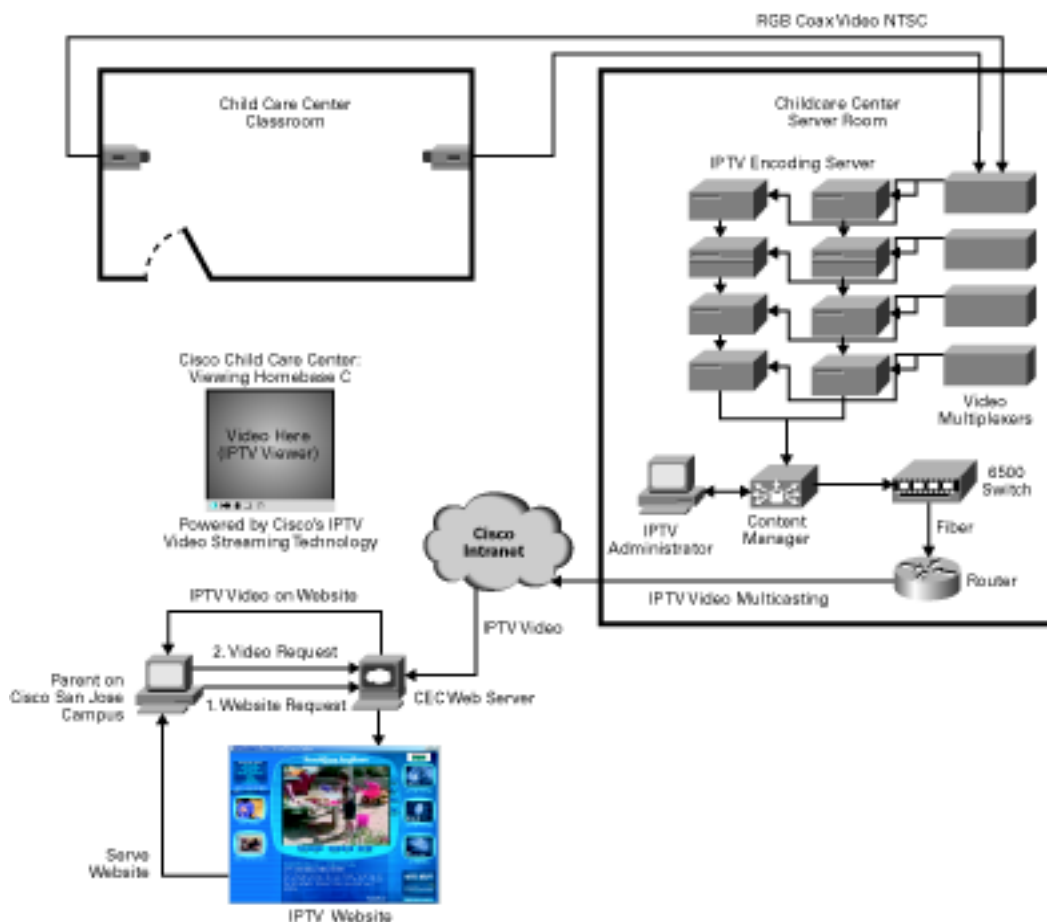 RGB Coax Video NTSC
Child Care Center
Classroom
Childcare Center
Server Room
IPTV Encoding Server
Video
Multiplexers
Cisco Child Care Center:
Viewing Homebase C
Video Here
(IPTV Viewer)
Powered by Cisco's IPTV
Video Streaming Technology
6500
Switch
IPTV
Administrator
Content
Manager
Fiber
Cisco
Intranet
Router
IPTV Video Multicasting
IPTV Video on Website
IPTV Video
2. Video Request
Parent on
Cisco San Jose
Campus
1. Website Request
CEC Web Server
Serve
Website
IPTV Website